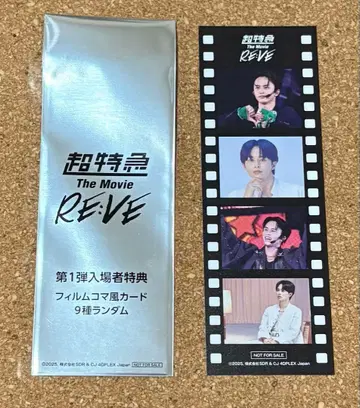 超特急
The Movie
RE:VE
第1弾入場者特典
フィルムコマ風カード
9種ランダム
©2025, 株式会社SDR & CJ 4DPLEX Japan
NOT FOR SALE
超特急
The Movie
RE:VE
NOT FOR SALE
©2025, 株式会社SDR & CJ 4DPLEX Japan